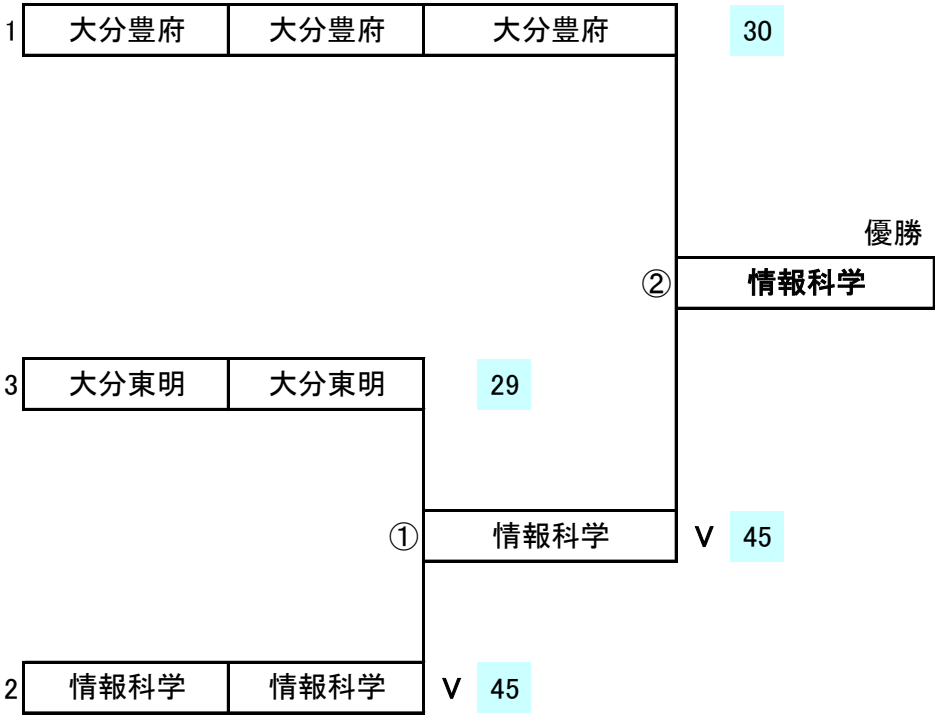 1 大分豊府 大分豊府 大分豊府 30
優勝
② 情報科学
3 大分東明 大分東明 29
① 情報科学 V 45
2 情報科学 情報科学 V 45